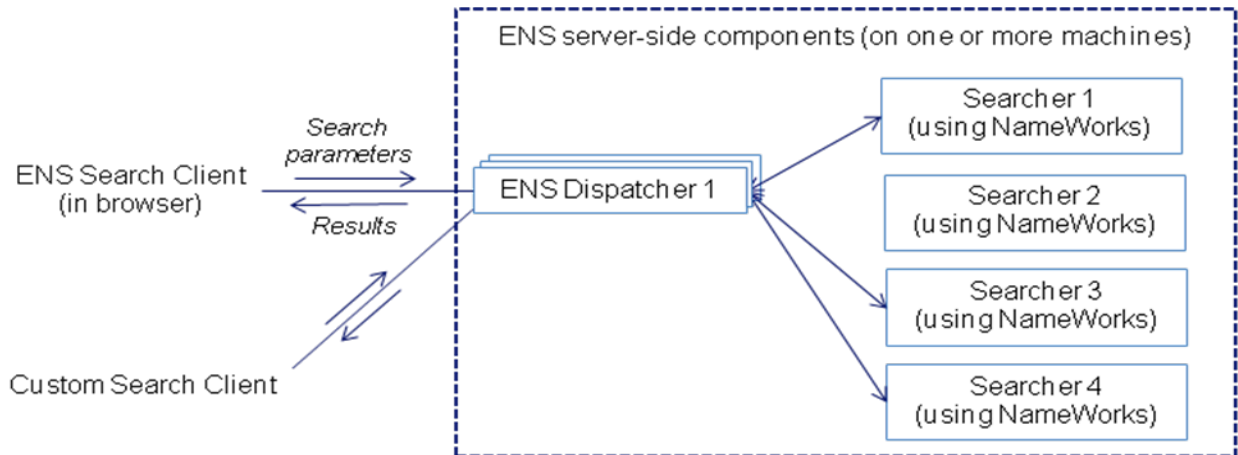 ENS server-side components (on one or more machines)
Searcher 1
(using NameWorks)
Search
parameters
ENS Search Client
(in browser)
ENS Dispatcher 1
Results
Searcher 2
(using NameWorks)
Searcher 3
(using NameWorks)
Custom Search Client
Searcher 4
(using NameWorks)